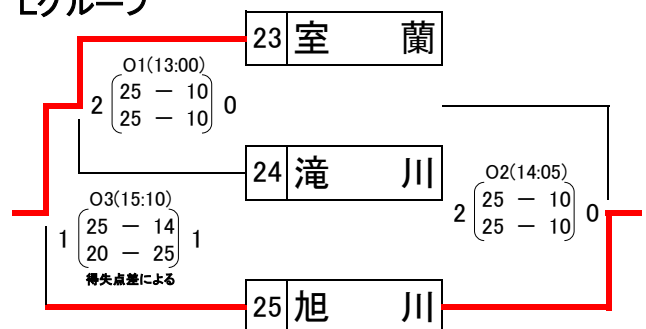 Eグループ
23 室 蘭
O1(13:00)
2 25 － 10 0
25 － 10
24 滝 川
O2(14:05)
2 25 － 10 0
25 － 10
O3(15:10)
1 25 － 14 1
20 － 25
得失点差による
25 旭 川